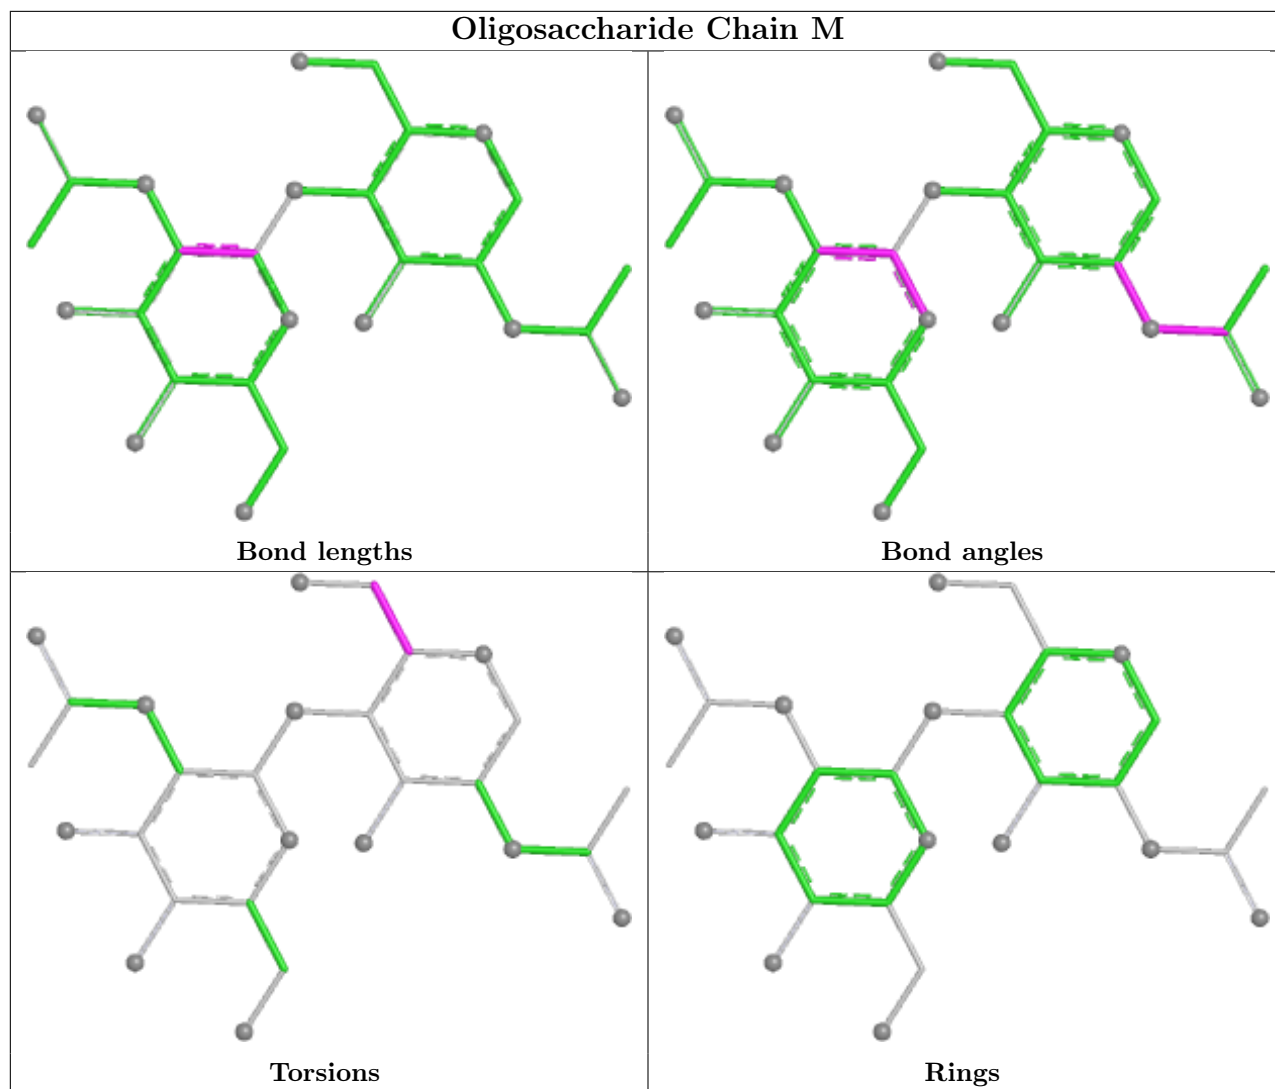 Oligosaccharide Chain M
Bond lengths
Bond angles
Torsions
Rings